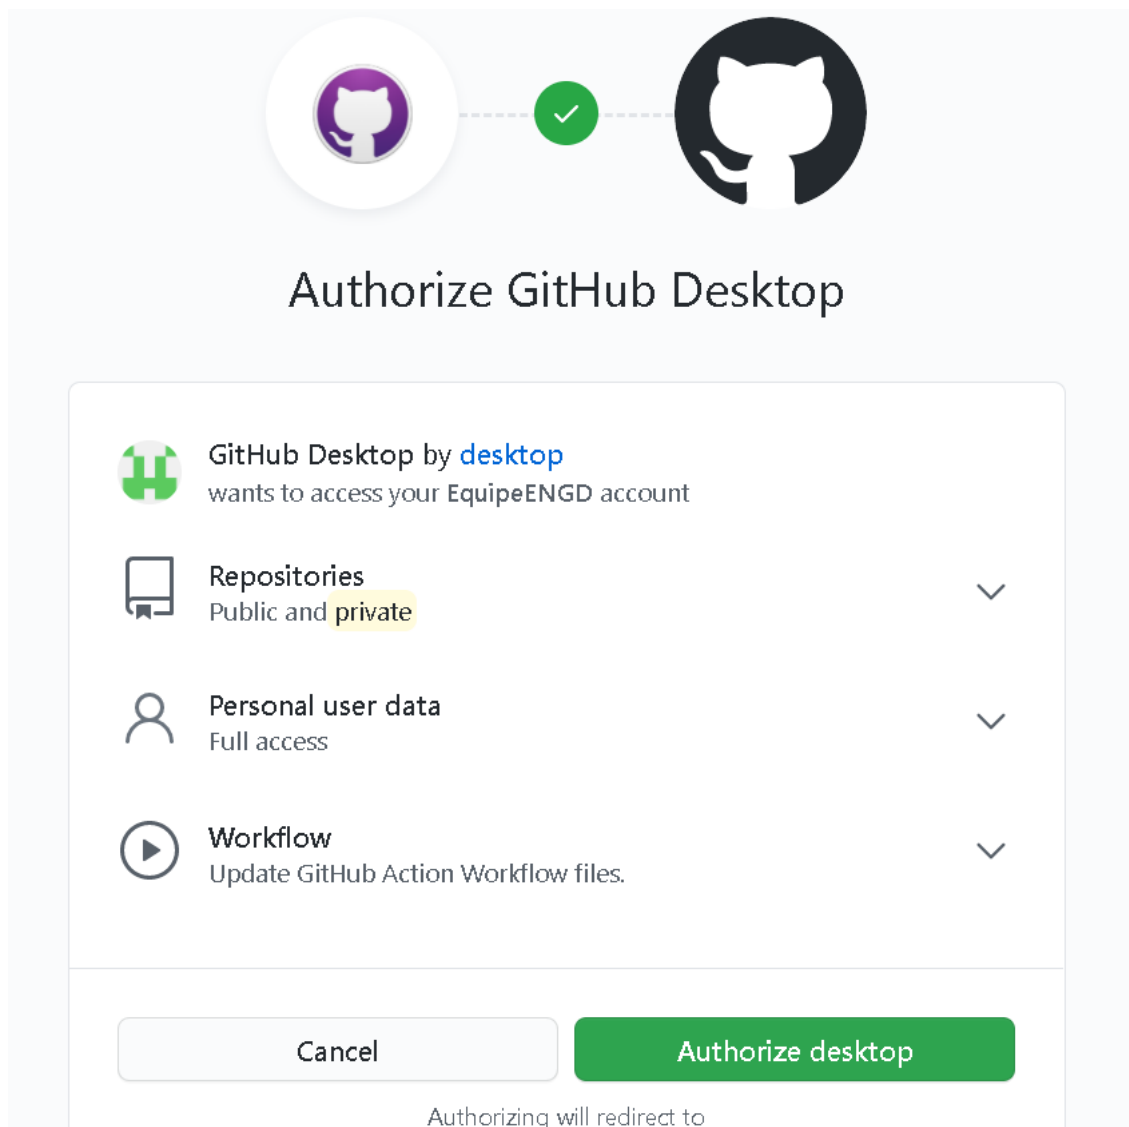 Authorize GitHub Desktop
GitHub Desktop by desktop
wants to access your EquipeENGD account
Repositories
Public and private
Personal user data
Full access
Workflow
Update GitHub Action Workflow files.
Cancel
Authorize desktop
Authorizing will redirect to